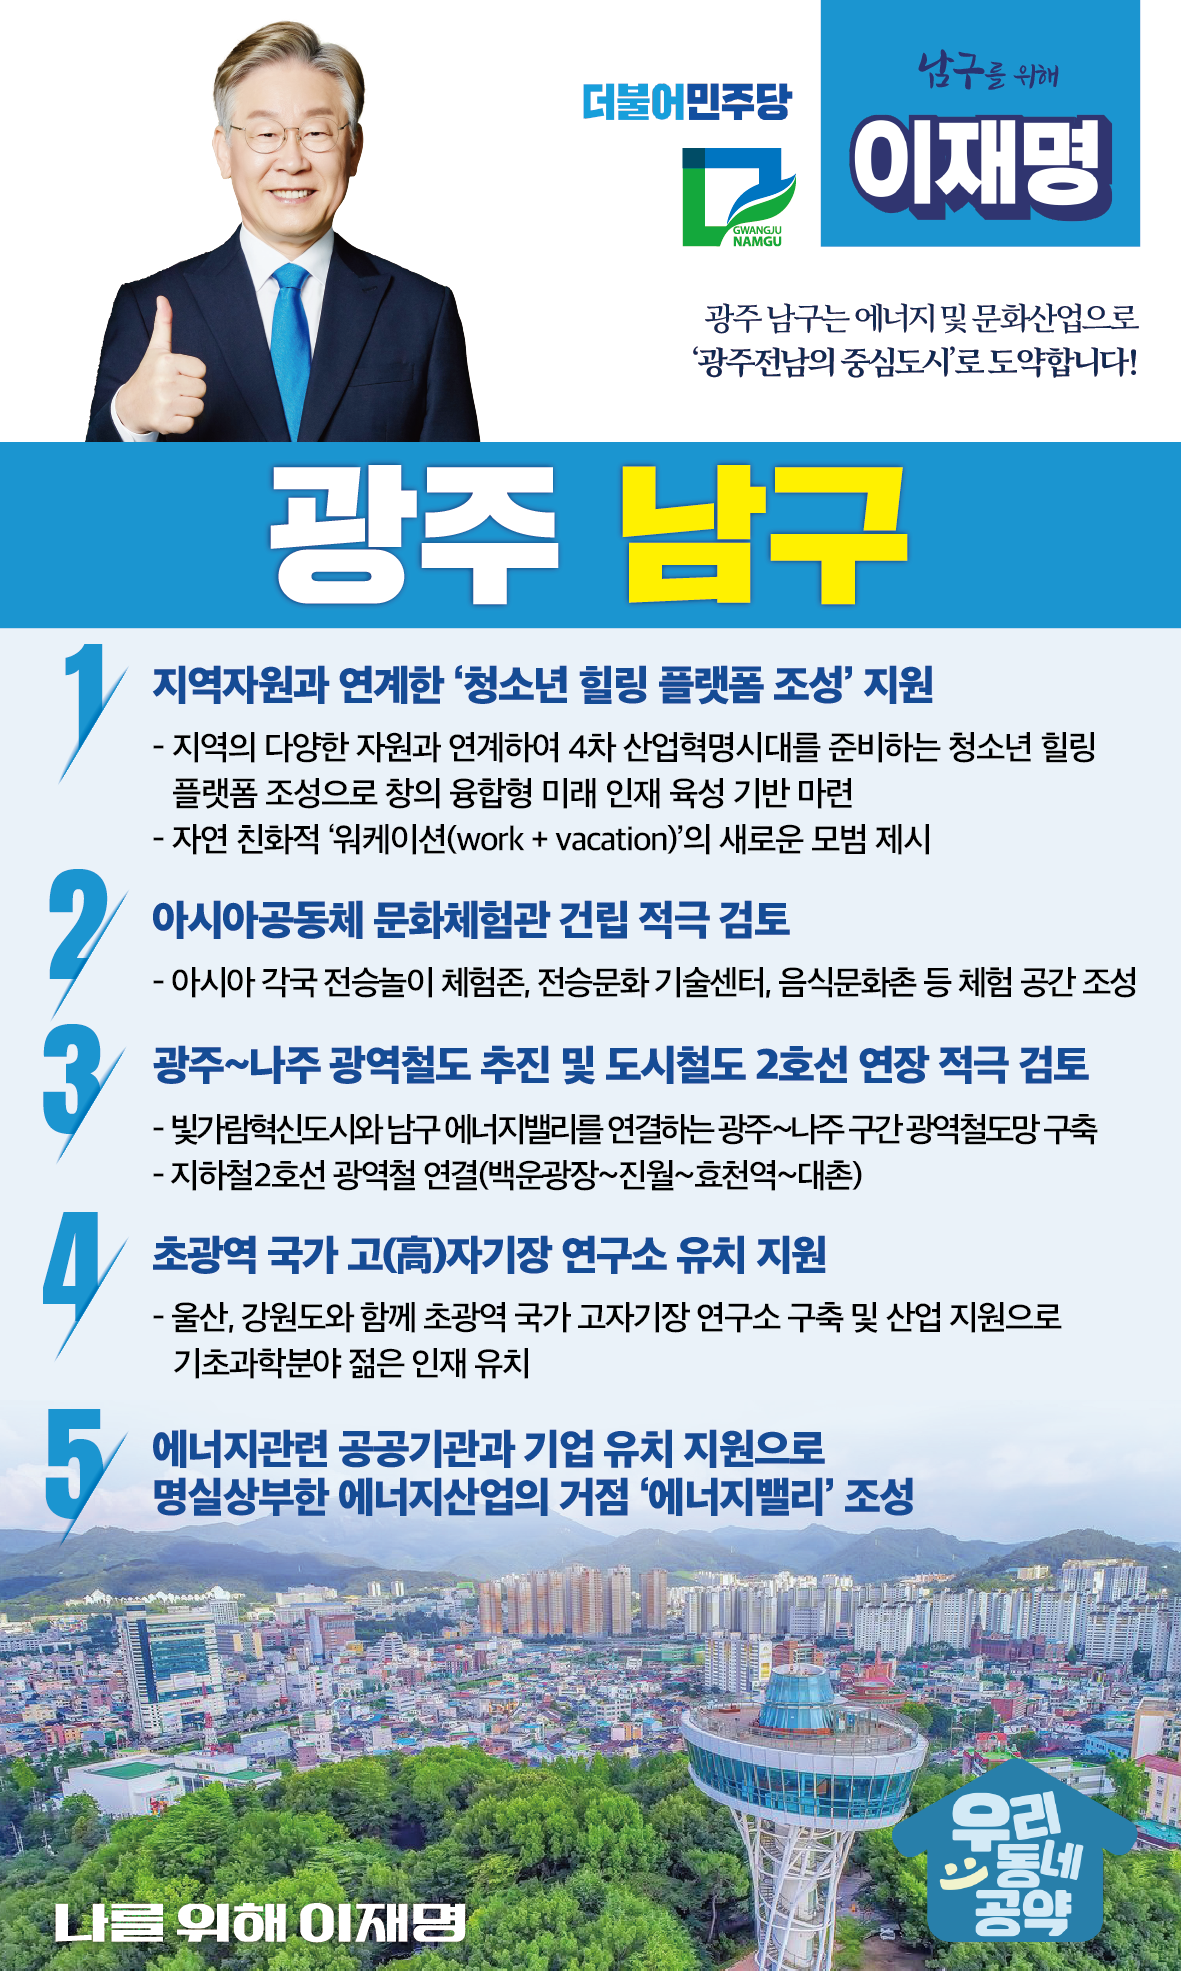 더불어민주당
GWANGJU
NAMGU
남구를 위해
이재명
광주 남구는 에너지 및 문화산업으로
‘광주전남의 중심도시’로 도약합니다!
광주 남구
1
지역자원과 연계한 ‘청소년 힐링 플랫폼 조성’ 지원
- 지역의 다양한 자원과 연계하여 4차 산업혁명시대를 준비하는 청소년 힐링
플랫폼 조성으로 창의 융합형 미래 인재 육성 기반 마련
- 자연 친화적 ‘워케이션(work + vacation)’의 새로운 모범 제시
2
아시아공동체 문화체험관 건립 적극 검토
- 아시아 각국 전승놀이 체험존, 전승문화 기술센터, 음식문화촌 등 체험 공간 조성
3
광주~나주 광역철도 추진 및 도시철도 2호선 연장 적극 검토
- 빛가람혁신도시와 남구 에너지밸리를 연결하는 광주~나주 구간 광역철도망 구축
- 지하철2호선 광역철 연결(백운광장~진월~효천역~대촌)
4
초광역 국가 고(高)자기장 연구소 유치 지원
- 울산, 강원도와 함께 초광역 국가 고자기장 연구소 구축 및 산업 지원으로
기초과학분야 젊은 인재 유치
5
에너지관련 공공기관과 기업 유치 지원으로
명실상부한 에너지산업의 거점 ‘에너지밸리’ 조성
우리
동네
공약
나를 위해 이재명